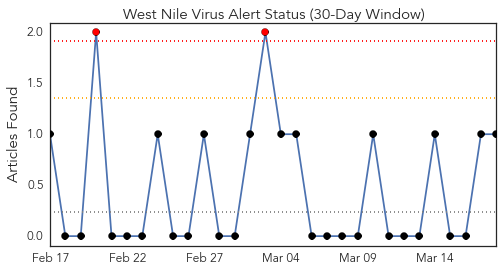 West Nile Virus Alert Status (30-Day Window)
Articles Found
2.0
1.5
1.0
0.5
0.0
Feb 17 Feb 22 Feb 27 Mar 04 Mar 09 Mar 14